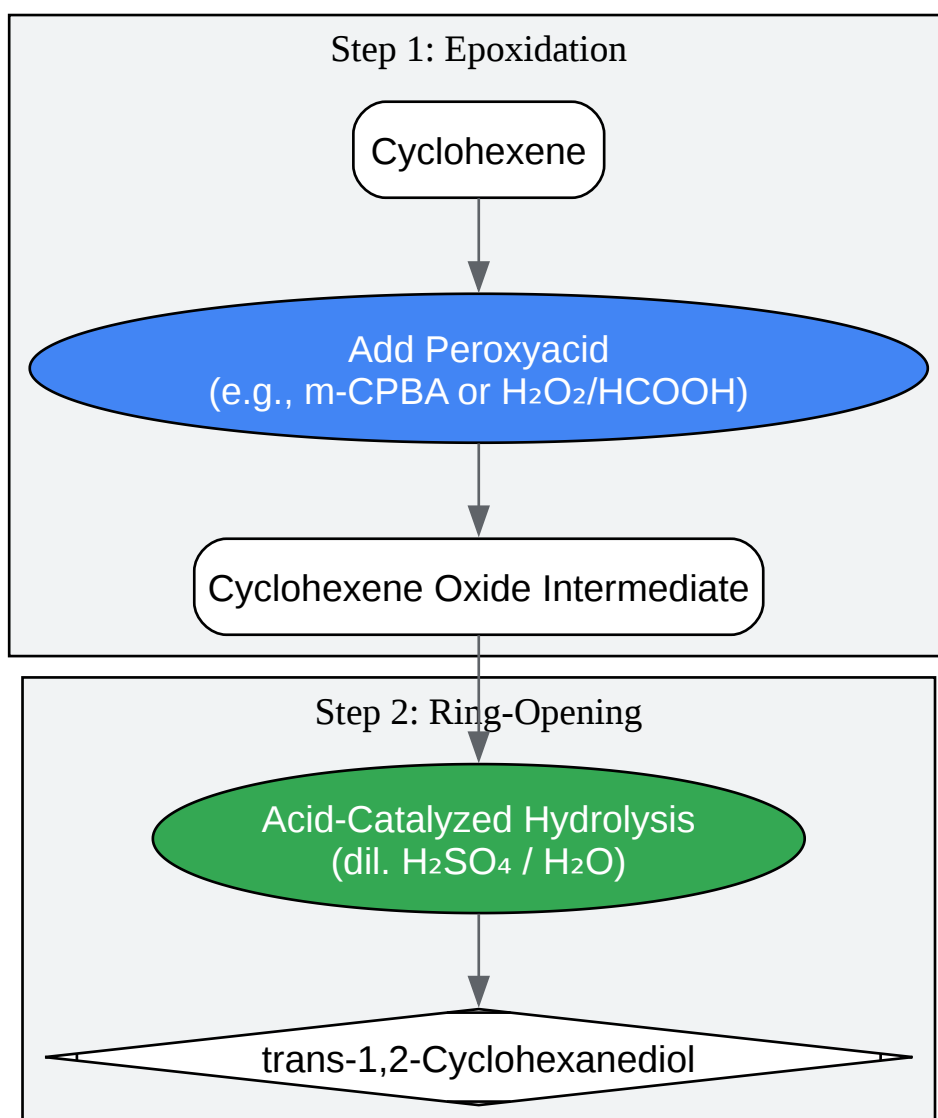 Step 1: Epoxidation
Cyclohexene
Add Peroxyacid
(e.g., m-CPBA or H₂O₂/HCOOH)
Cyclohexene Oxide Intermediate
Step 2: Ring-Opening
Acid-Catalyzed Hydrolysis
(dil. H₂SO₄ / H₂O)
trans-1,2-Cyclohexanediol